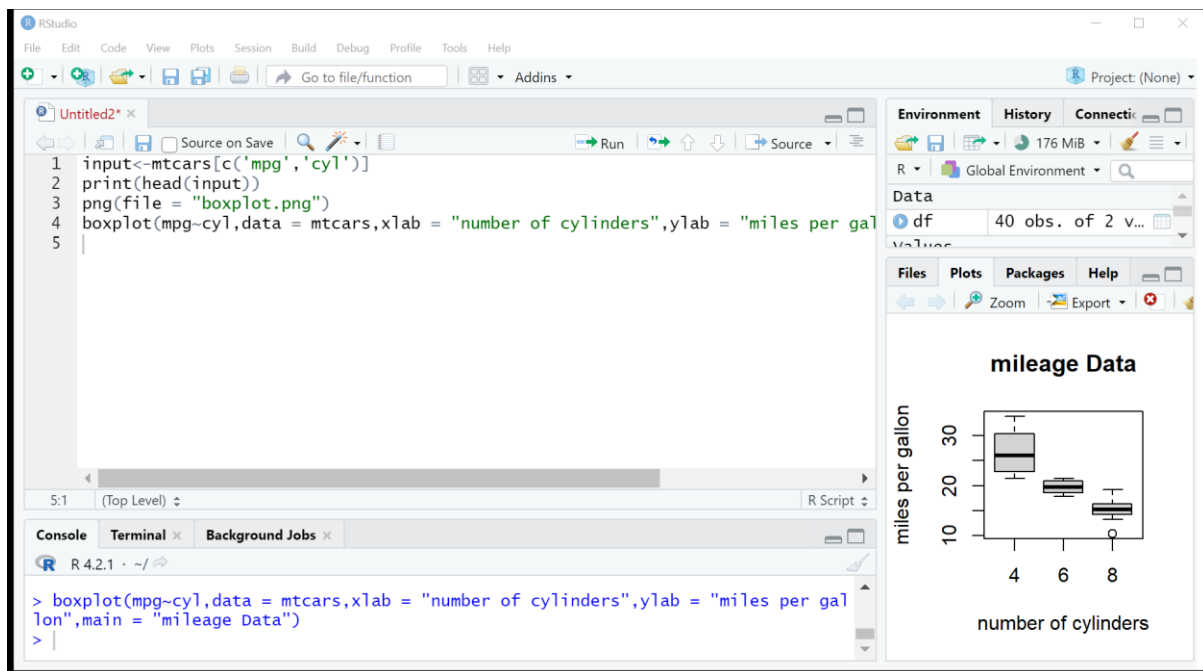 RStudio
File Edit Code View Plots Session Build Debug Profile Tools Help
Go to file/function Addins Project: (None)
Untitled2*
Source on Save Run Source
1 input<-mtcars[c('mpg','cyl')]
2 print(head(input))
3 png(file = "boxplot.png")
4 boxplot(mpg~cyl,data = mtcars,xlab = "number of cylinders",ylab = "miles per gal
5
5:1 (Top Level) R Script
Console Terminal Background Jobs
R 4.2.1 · ~/
> boxplot(mpg~cyl,data = mtcars,xlab = "number of cylinders",ylab = "miles per gal
lon",main = "mileage Data")
>
Environment History Connectic
176 MiB
R Global Environment
Data
df 40 obs. of 2 v…
Values
Files Plots Packages Help
Zoom Export
mileage Data
miles per gallon
30
20
10
4 6 8
number of cylinders